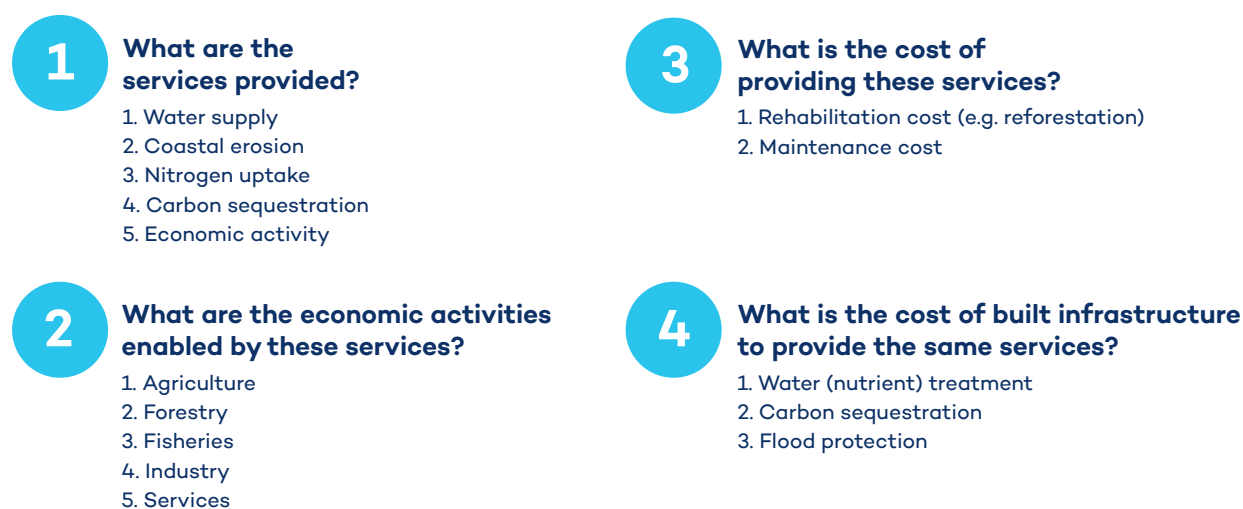 1
What are the
services provided?
1. Water supply
2. Coastal erosion
3. Nitrogen uptake
4. Carbon sequestration
5. Economic activity
2
What are the economic activities
enabled by these services?
1. Agriculture
2. Forestry
3. Fisheries
4. Industry
5. Services
3
What is the cost of
providing these services?
1. Rehabilitation cost (e.g. reforestation)
2. Maintenance cost
4
What is the cost of built infrastructure
to provide the same services?
1. Water (nutrient) treatment
2. Carbon sequestration
3. Flood protection